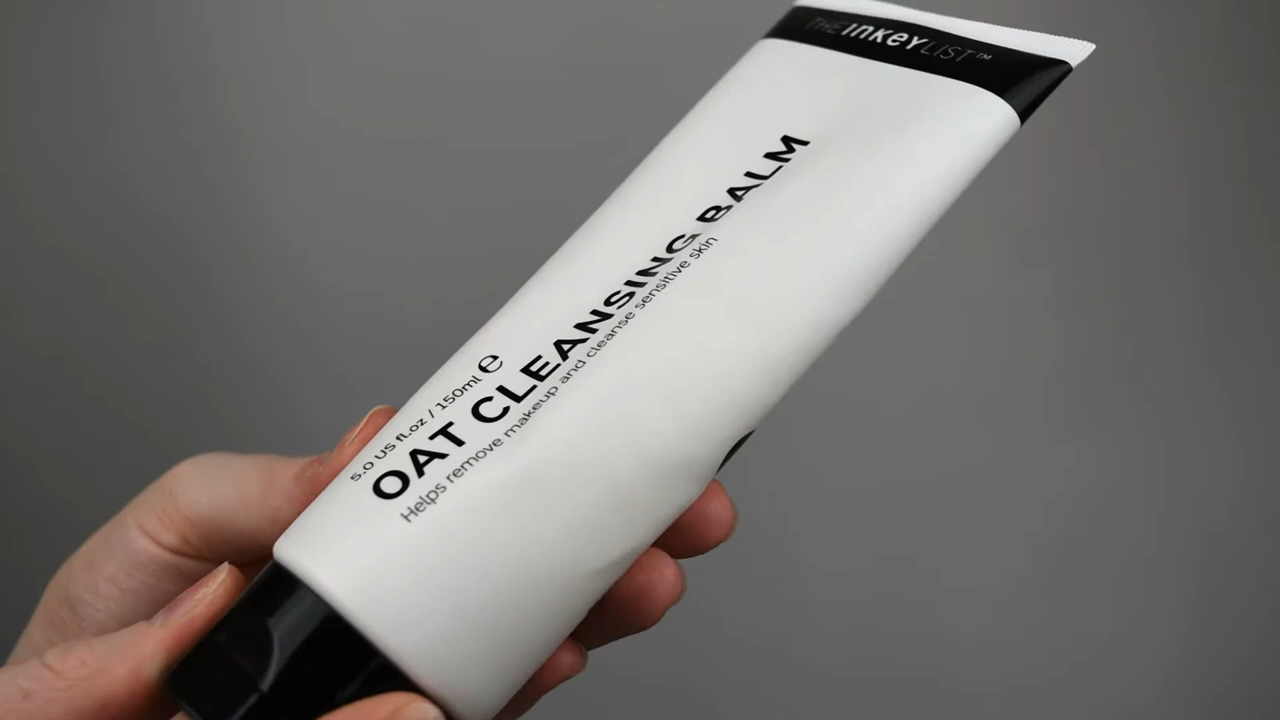 THE INKEY LIST™
5.0 US fl.oz / 150ml ℮
OAT CLEANSING BALM
Helps remove makeup and cleanse sensitive skin